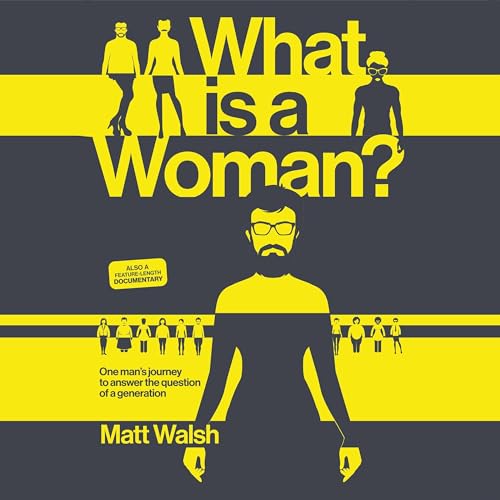 What
is a
Woman?
ALSO A
FEATURE-LENGTH
DOCUMENTARY
One man's journey
to answer the question
of a generation
Matt Walsh